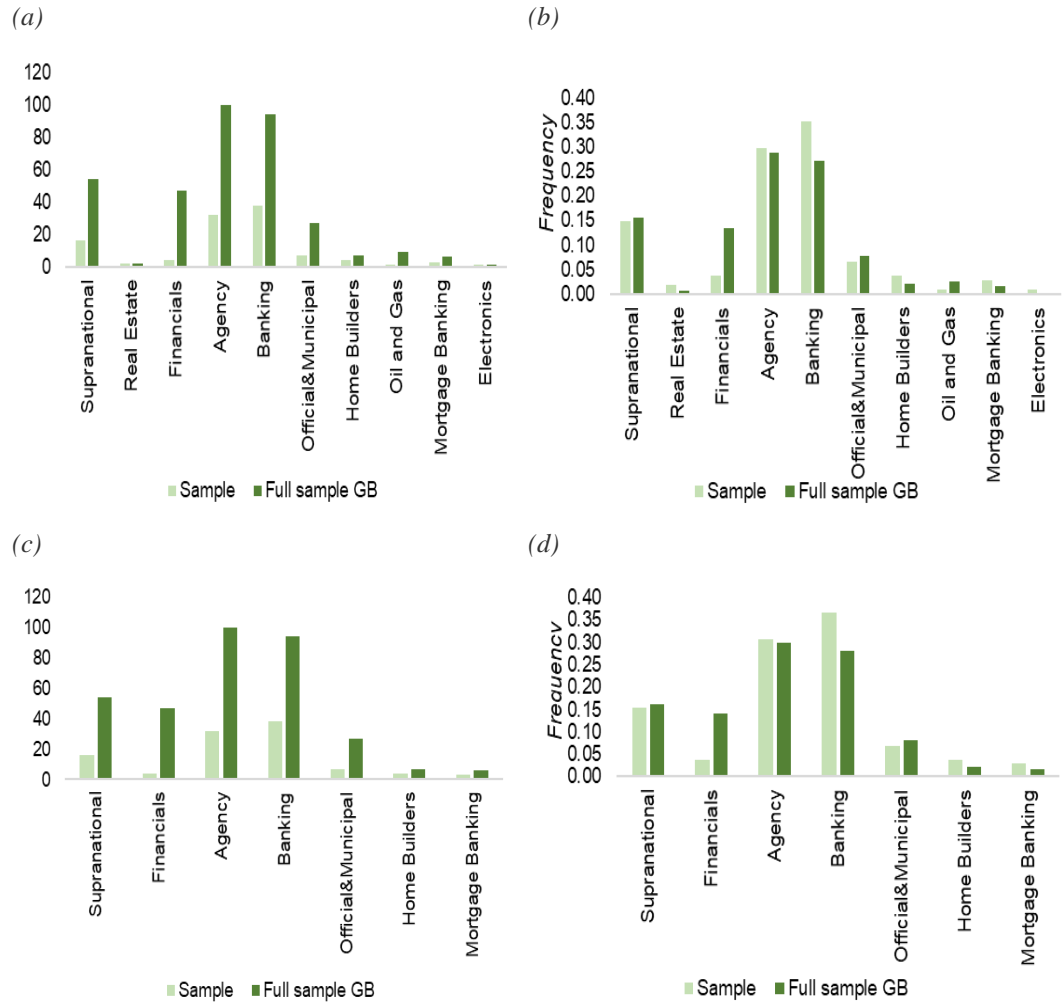 (a)
120
100
80
60
40
20
0
Supranational
Real Estate
Financials
Agency
Banking
Official&Municipal
Home Builders
Oil and Gas
Mortgage Banking
Electronics
Sample Full sample GB
(b)
Frequency
0.40
0.35
0.30
0.25
0.20
0.15
0.10
0.05
0.00
Supranational
Real Estate
Financials
Agency
Banking
Official&Municipal
Home Builders
Oil and Gas
Mortgage Banking
Electronics
Sample Full sample GB
(c)
120
100
80
60
40
20
0
Supranational
Financials
Agency
Banking
Official&Municipal
Home Builders
Mortgage Banking
Sample Full sample GB
(d)
Frequency
0.40
0.35
0.30
0.25
0.20
0.15
0.10
0.05
0.00
Supranational
Financials
Agency
Banking
Official&Municipal
Home Builders
Mortgage Banking
Sample Full sample GB